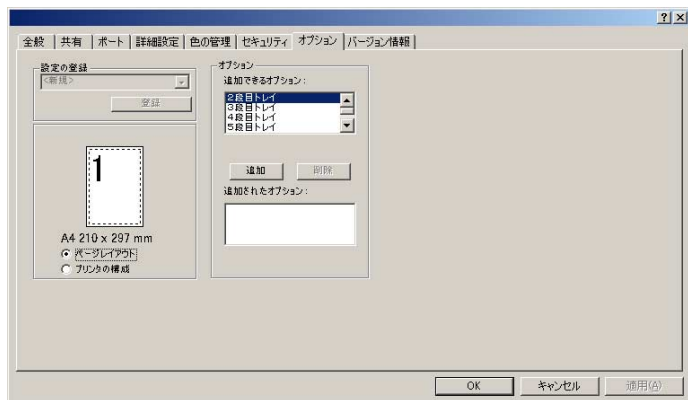 全般 共有 ポート 詳細設定 色の管理 セキュリティ オプション バージョン情報
設定の登録
<新規>
登録
1
A4 210 x 297 mm
ページレイアウト
プリンタの構成
オプション
追加できるオプション:
2段目トレイ
3段目トレイ
4段目トレイ
5段目トレイ
追加 削除
追加されたオプション:
OK キャンセル 適用(A)